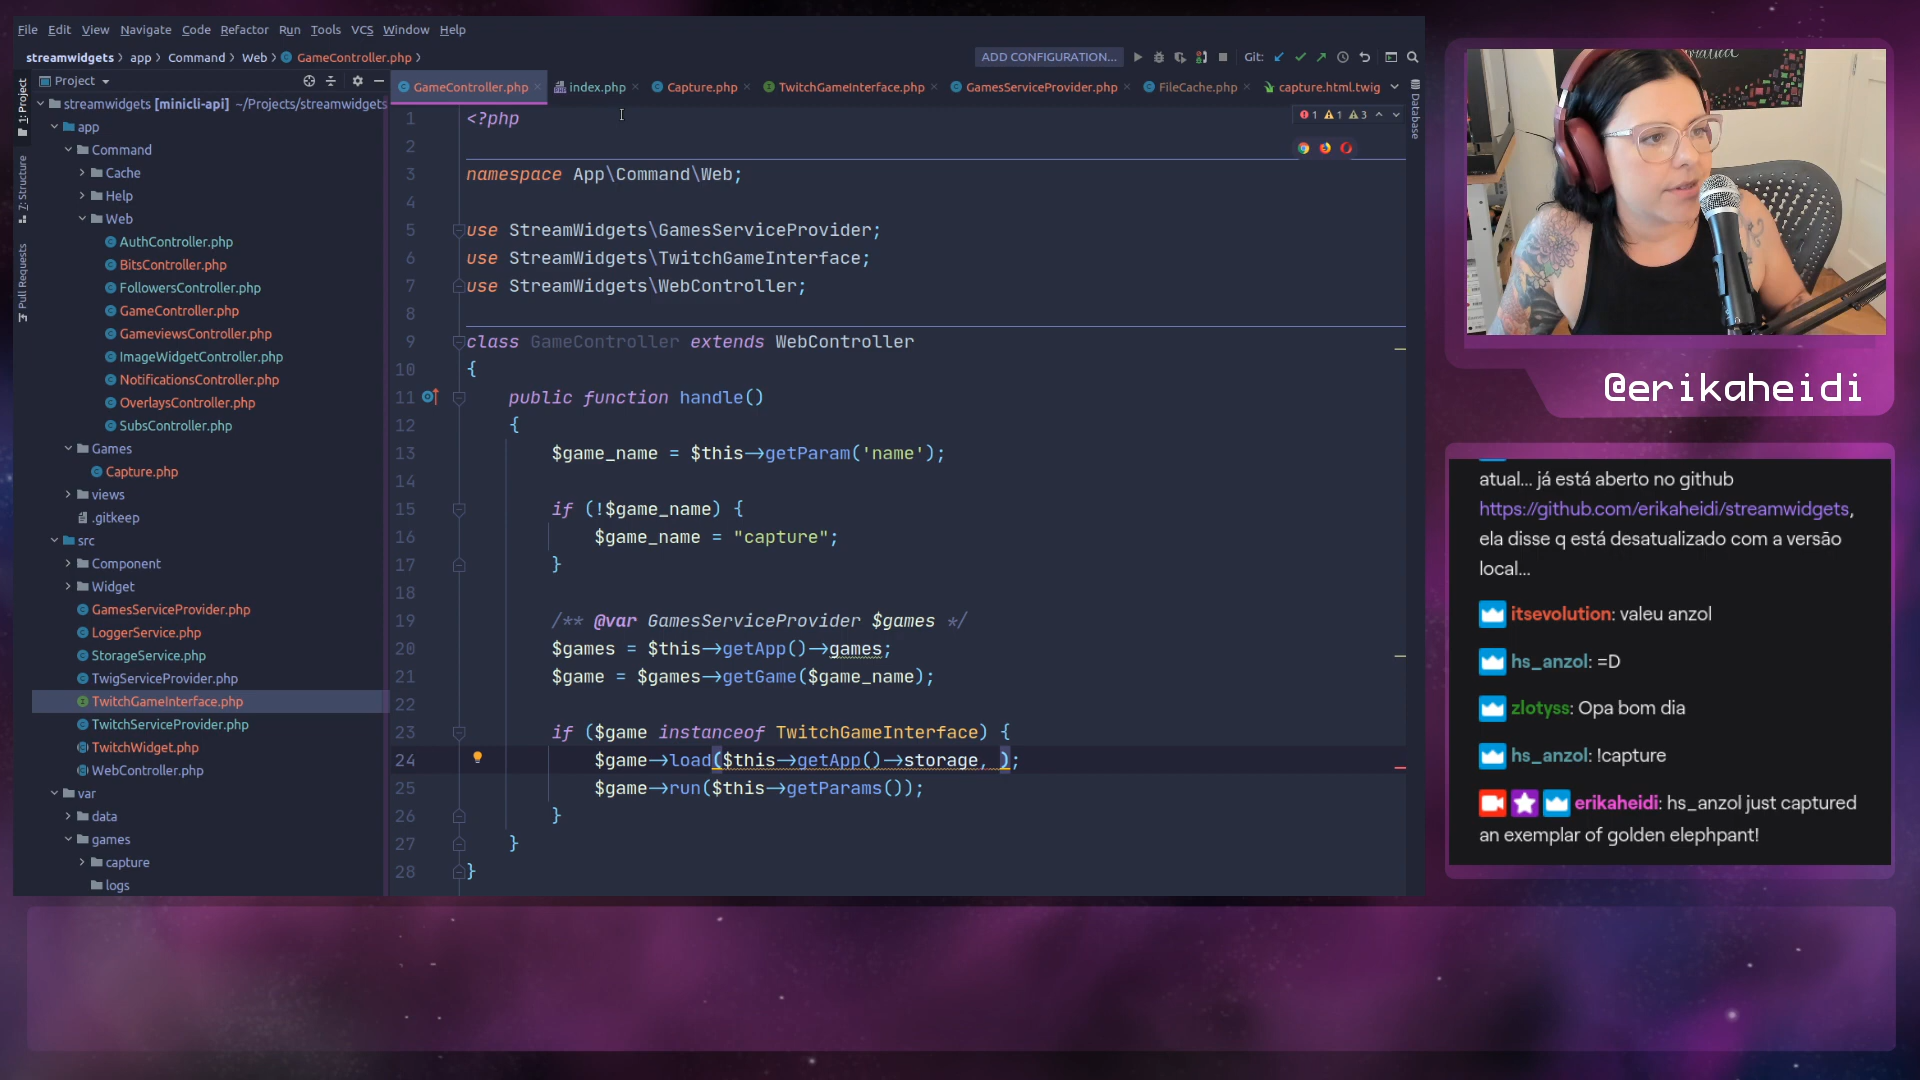 File Edit View Navigate Code Refactor Run Tools VCS Window Help
streamwidgets app Command Web GameController.php
ADD CONFIGURATION... Git:
Project
GameController.php index.php Capture.php TwitchGameInterface.php GamesServiceProvider.php FileCache.php capture.html.twig
1: Project
7: Structure
Pull Requests
Database
streamwidgets [minicli-api] ~/Projects/streamwidgets
app
Command
Cache
Help
Web
AuthController.php
BitsController.php
FollowersController.php
GameController.php
GameviewsController.php
ImageWidgetController.php
NotificationsController.php
OverlaysController.php
SubsController.php
Games
Capture.php
views
.gitkeep
src
Component
Widget
GamesServiceProvider.php
LoggerService.php
StorageService.php
TwigServiceProvider.php
TwitchGameInterface.php
TwitchServiceProvider.php
TwitchWidget.php
WebController.php
var
data
games
capture
logs
1 1 3
1 <?php
2
3 namespace App\Command\Web;
4
5 use StreamWidgets\GamesServiceProvider;
6 use StreamWidgets\TwitchGameInterface;
7 use StreamWidgets\WebController;
8
9 class GameController extends WebController
10 {
11 public function handle()
12 {
13 $game_name = $this->getParam('name');
14
15 if (!$game_name) {
16 $game_name = "capture";
17 }
18
19 /** @var GamesServiceProvider $games */
20 $games = $this->getApp()->games;
21 $game = $games->getGame($game_name);
22
23 if ($game instanceof TwitchGameInterface) {
24 $game->load($this->getApp()->storage, );
25 $game->run($this->getParams());
26 }
27 }
28 }
@erikaheidi
atual... já está aberto no github
https://github.com/erikaheidi/streamwidgets,
ela disse q está desatualizado com a versão
local...
itsevolution: valeu anzol
hs_anzol: =D
zlotyss: Opa bom dia
hs_anzol: !capture
erikaheidi: hs_anzol just captured
an exemplar of golden elephpant!